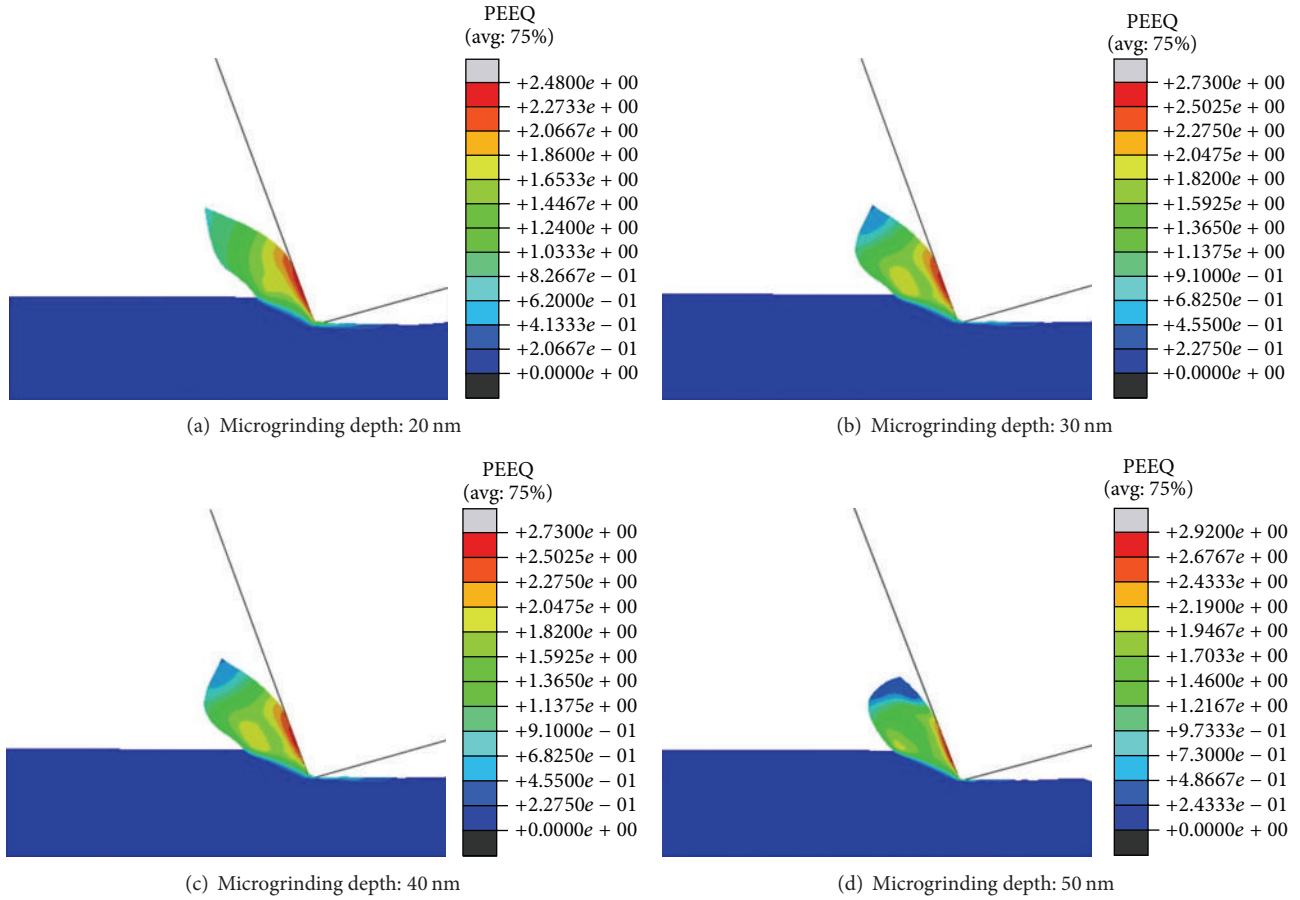 PEEQ
(avg: 75%)
+2.4800e + 00
+2.2733e + 00
+2.0667e + 00
+1.8600e + 00
+1.6533e + 00
+1.4467e + 00
+1.2400e + 00
+1.0333e + 00
+8.2667e − 01
+6.2000e − 01
+4.1333e − 01
+2.0667e − 01
+0.0000e + 00
(a) Microgrinding depth: 20 nm
PEEQ
(avg: 75%)
+2.7300e + 00
+2.5025e + 00
+2.2750e + 00
+2.0475e + 00
+1.8200e + 00
+1.5925e + 00
+1.3650e + 00
+1.1375e + 00
+9.1000e − 01
+6.8250e − 01
+4.5500e − 01
+2.2750e − 01
+0.0000e + 00
(b) Microgrinding depth: 30 nm
PEEQ
(avg: 75%)
+2.7300e + 00
+2.5025e + 00
+2.2750e + 00
+2.0475e + 00
+1.8200e + 00
+1.5925e + 00
+1.3650e + 00
+1.1375e + 00
+9.1000e − 01
+6.8250e − 01
+4.5500e − 01
+2.2750e − 01
+0.0000e + 00
(c) Microgrinding depth: 40 nm
PEEQ
(avg: 75%)
+2.9200e + 00
+2.6767e + 00
+2.4333e + 00
+2.1900e + 00
+1.9467e + 00
+1.7033e + 00
+1.4600e + 00
+1.2167e + 00
+9.7333e − 01
+7.3000e − 01
+4.8667e − 01
+2.4333e − 01
+0.0000e + 00
(d) Microgrinding depth: 50 nm